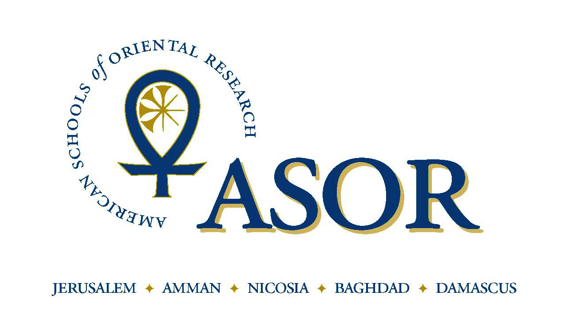 AMERICAN SCHOOLS of ORIENTAL RESEARCH
ASOR
JERUSALEM ✦ AMMAN ✦ NICOSIA ✦ BAGHDAD ✦ DAMASCUS